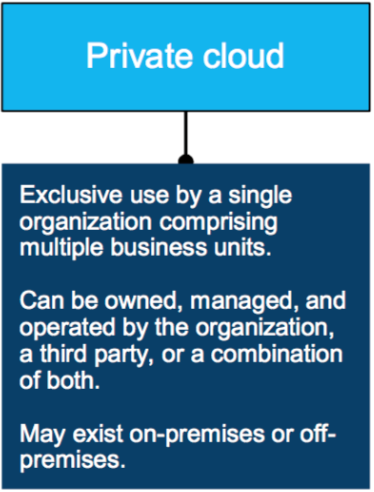 Private cloud
Exclusive use by a single
organization comprising
multiple business units.
Can be owned, managed, and
operated by the organization,
a third party, or a combination
of both.
May exist on-premises or off-
premises.